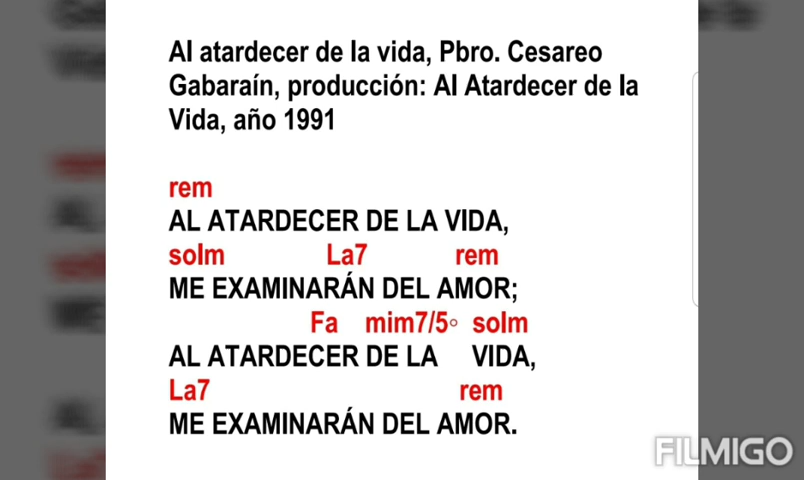 Al atardecer de la vida, Pbro. Cesareo
Gabaraín, producción: Al Atardecer de la
Vida, año 1991
rem
AL ATARDECER DE LA VIDA,
solm La7 rem
ME EXAMINARÁN DEL AMOR;
Fa mim7/5◦ solm
AL ATARDECER DE LA VIDA,
La7 rem
ME EXAMINARÁN DEL AMOR.
FILMIGO